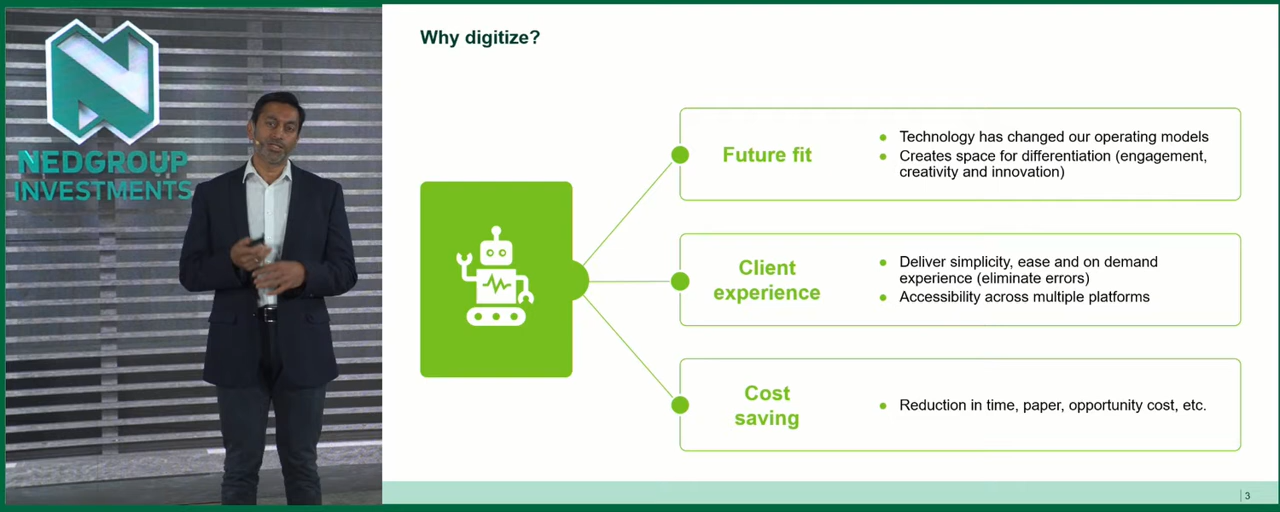 NEDGROUP
INVESTMENTS
Why digitize?
Future fit
● Technology has changed our operating models
● Creates space for differentiation (engagement,
creativity and innovation)
Client
experience
● Deliver simplicity, ease and on demand
experience (eliminate errors)
● Accessibility across multiple platforms
Cost
saving
● Reduction in time, paper, opportunity cost, etc.
3